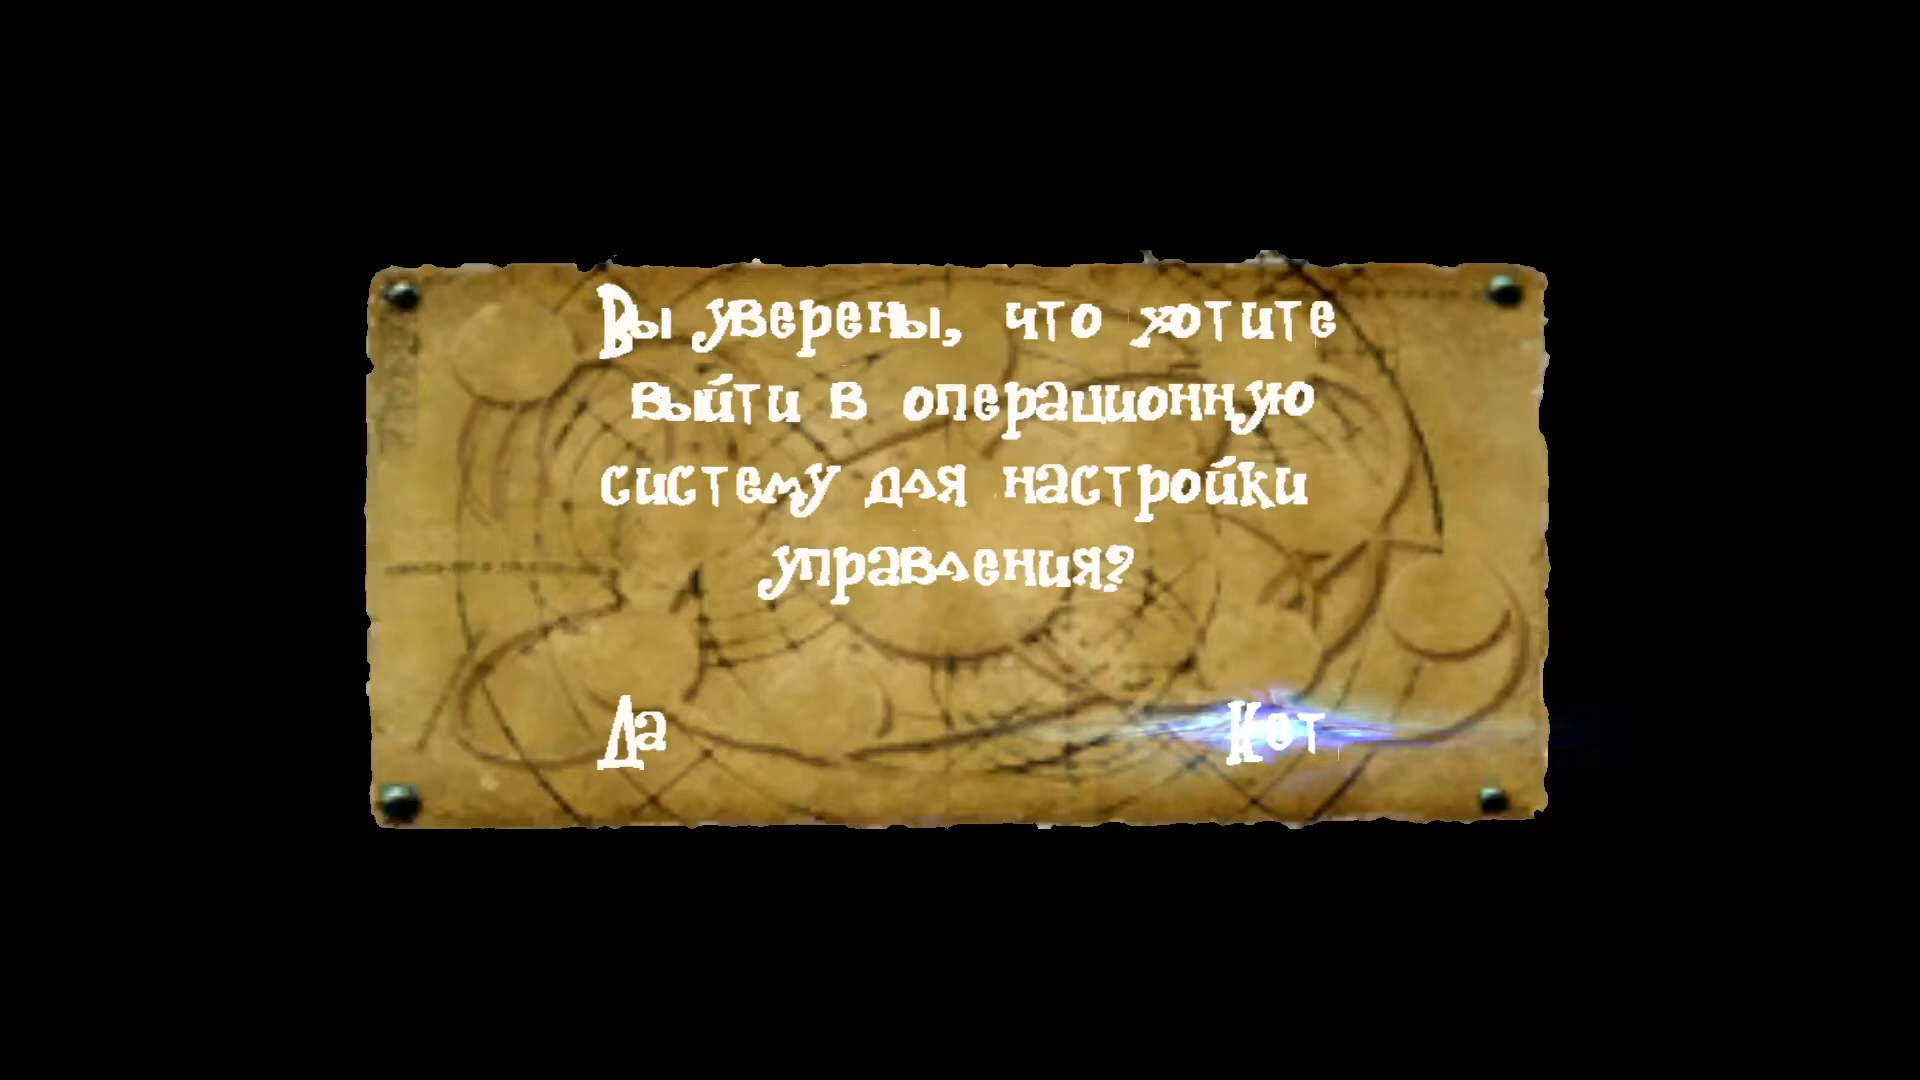 Вы уверены, что хотите
выйти в операционную
систему для настройки
управления?
Да Нет